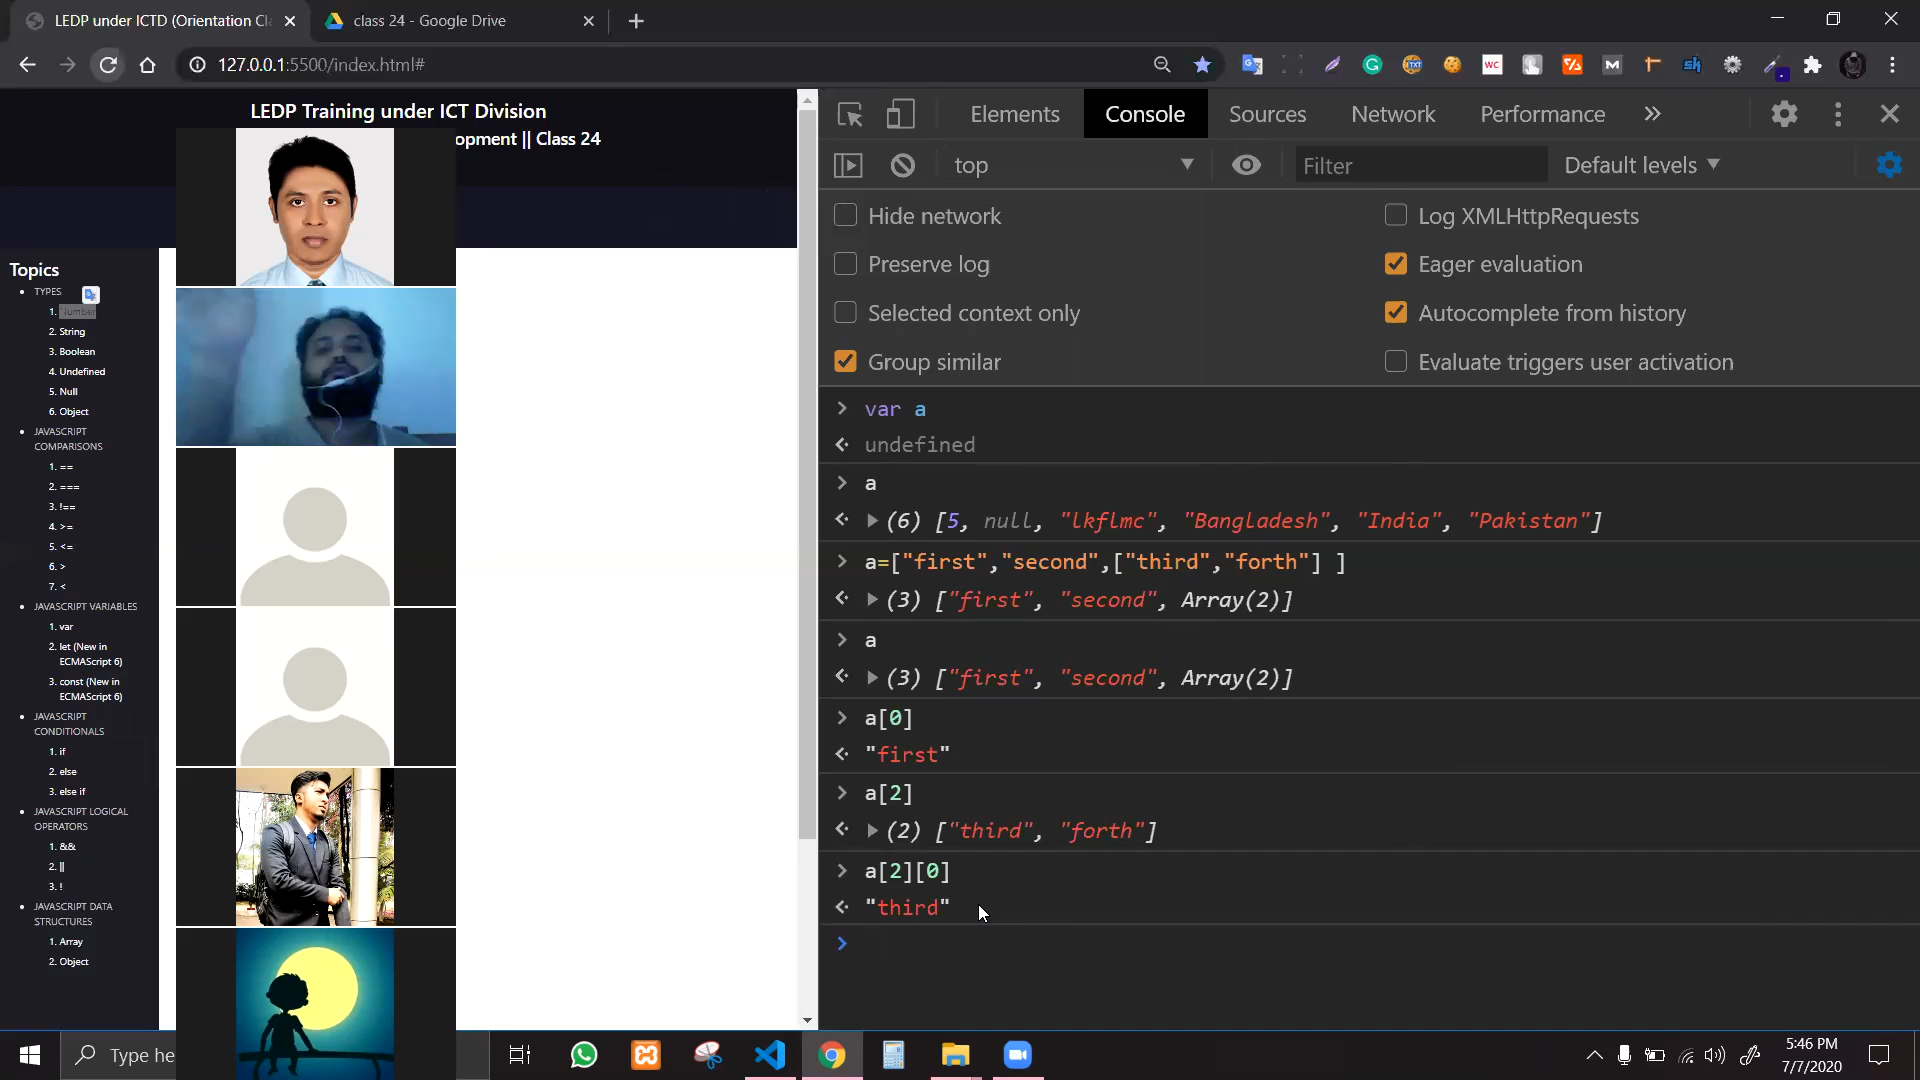 LEDP under ICTD (Orientation Cl
class 24 - Google Drive
127.0.0.1:5500/index.html#
LEDP Training under ICT Division
opment || Class 24
Topics
TYPES
1. Number
2. String
3. Boolean
4. Undefined
5. Null
6. Object
JAVASCRIPT
COMPARISONS
1. ==
2. ===
3. !==
4. >=
5. <=
6. >
7. <
JAVASCRIPT VARIABLES
1. var
2. let (New in
ECMAScript 6)
3. const (New in
ECMAScript 6)
JAVASCRIPT
CONDITIONALS
1. if
2. else
3. else if
JAVASCRIPT LOGICAL
OPERATORS
1. &&
2. ||
3. !
JAVASCRIPT DATA
STRUCTURES
1. Array
2. Object
Elements
Console
Sources
Network
Performance
top
Filter
Default levels
Hide network
Log XMLHttpRequests
Preserve log
Eager evaluation
Selected context only
Autocomplete from history
Group similar
Evaluate triggers user activation
var a
undefined
a
(6) [5, null, "lkflmc", "Bangladesh", "India", "Pakistan"]
a=["first","second",["third","forth"] ]
(3) ["first", "second", Array(2)]
a
(3) ["first", "second", Array(2)]
a[0]
"first"
a[2]
(2) ["third", "forth"]
a[2][0]
"third"
Type he
5:46 PM
7/7/2020